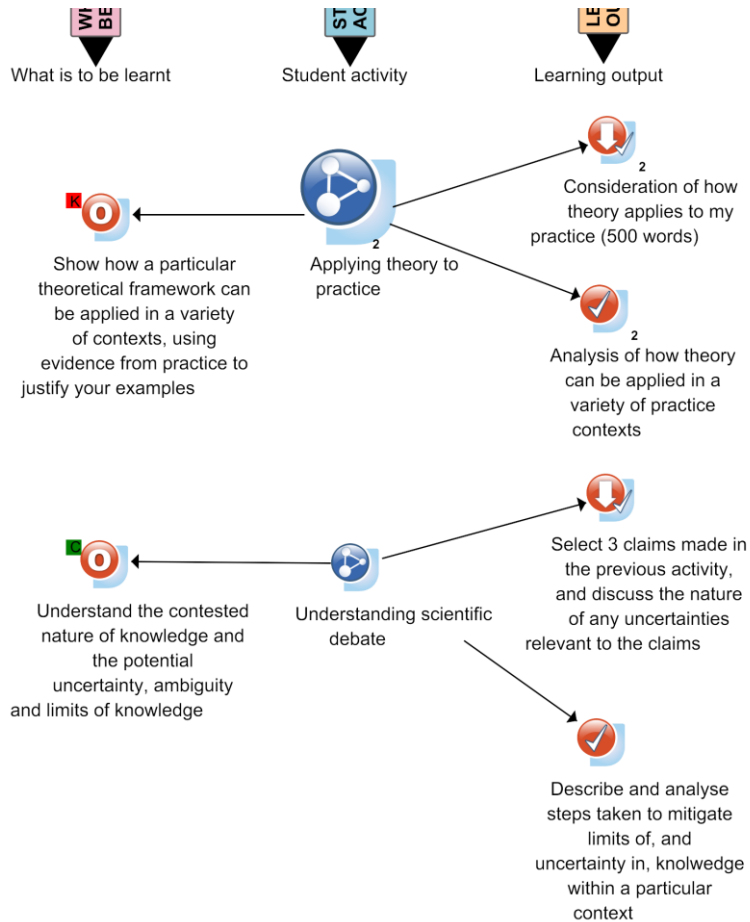 What is to be learnt
Student activity
Learning output
K
2
2
Consideration of how
theory applies to my
practice (500 words)
Show how a particular
theoretical framework can
be applied in a variety
of contexts, using
evidence from practice to
justify your examples
Applying theory to
practice
2
Analysis of how theory
can be applied in a
variety of practice
contexts
C
Understand the contested
nature of knowledge and
the potential
uncertainty, ambiguity
and limits of knowledge
Understanding scientific
debate
Select 3 claims made in
the previous activity,
and discuss the nature
of any uncertainties
relevant to the claims
Describe and analyse
steps taken to mitigate
limits of, and
uncertainty in, knolwedge
within a particular
context